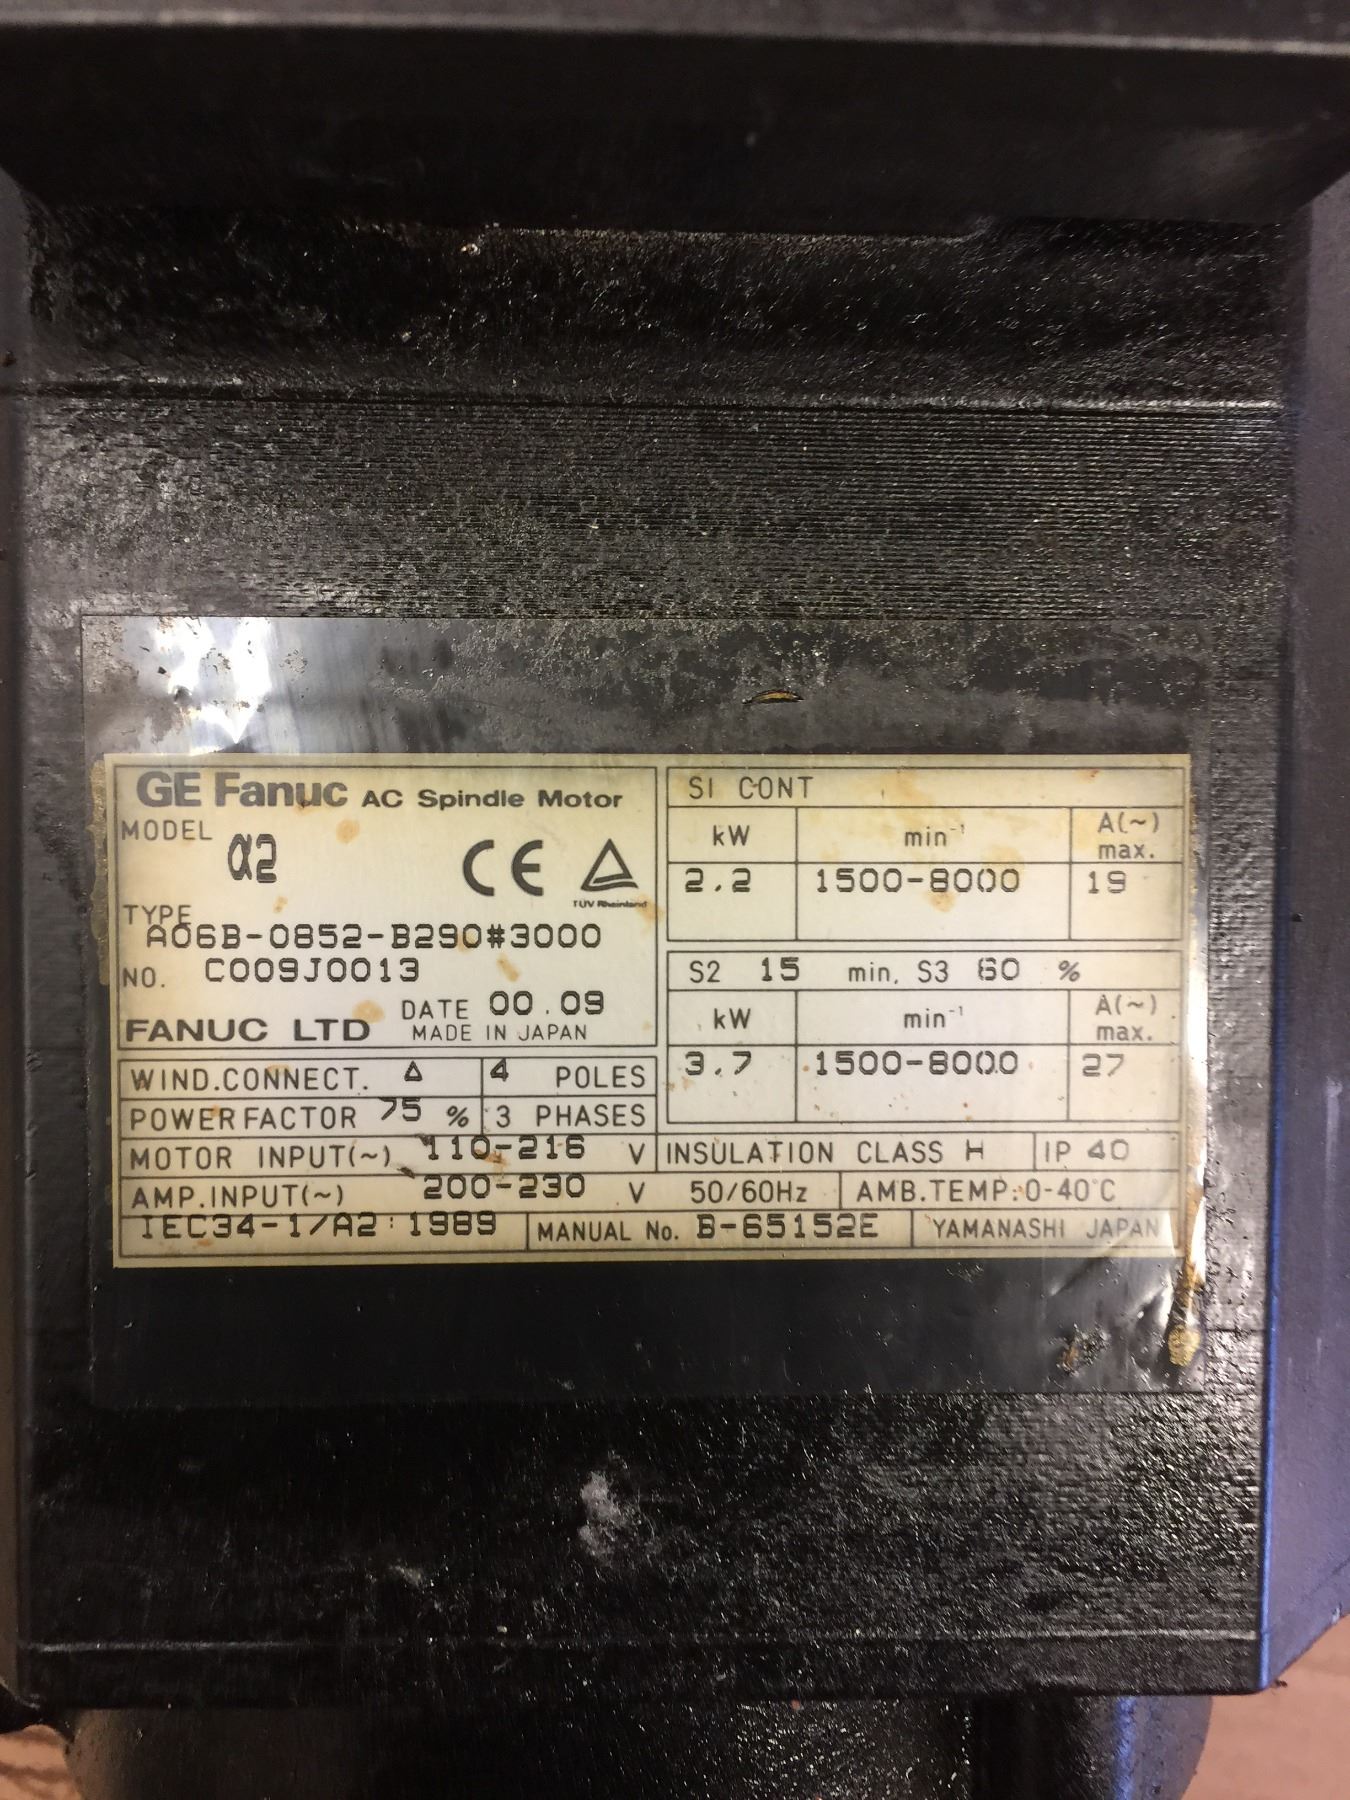 GE Fanuc AC Spindle Motor
MODEL α2
CE
TÜV Rheinland
TYPE A06B-0852-B290#3000
NO. C009J0013
DATE 00.09
FANUC LTD MADE IN JAPAN
WIND.CONNECT. Δ 4 POLES
POWER FACTOR 75 % 3 PHASES
MOTOR INPUT(~) 110-216 V
AMP.INPUT(~) 200-230 V
S1 CONT
kW min⁻¹ A(~) max.
2.2 1500-8000 19
S2 15 min, S3 60 %
kW min⁻¹ A(~) max.
3.7 1500-8000 27
INSULATION CLASS H IP 40
50/60Hz AMB.TEMP:0-40°C
IEC34-1/A2:1989 MANUAL No. B-65152E YAMANASHI JAPAN